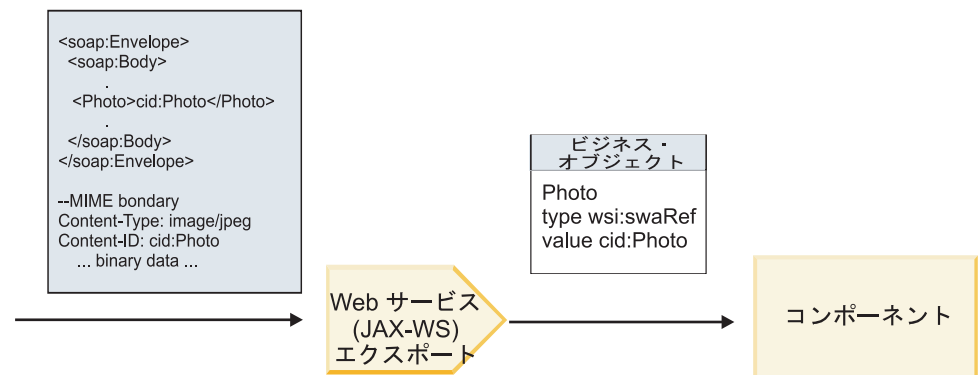 <soap:Envelope>
<soap:Body>
.
<Photo>cid:Photo</Photo>
.
</soap:Body>
</soap:Envelope>
--MIME bondary
Content-Type: image/jpeg
Content-ID: cid:Photo
... binary data ...
ビジネス・
オブジェクト
Photo
type wsi:swaRef
value cid:Photo
Web サービス
(JAX-WS)
エクスポート
コンポーネント